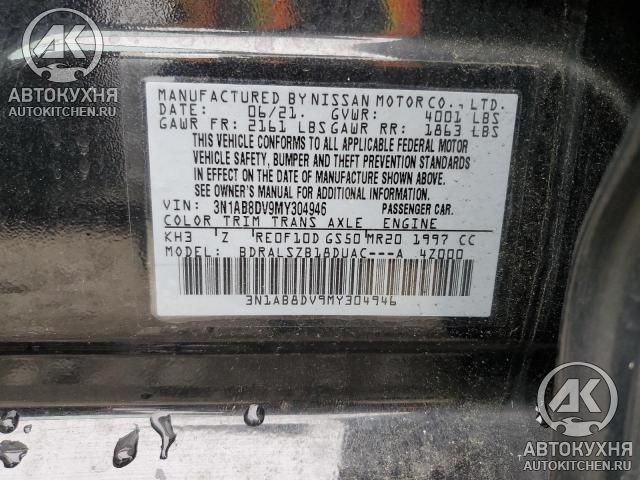 АК
АВТОКУХНЯ
AUTOKITCHEN.RU
MANUFACTURED BY NISSAN MOTOR CO., LTD.
DATE: 06/21. GVWR: 4001 LBS
GAWR FR: 2161 LBS GAWR RR: 1863 LBS
THIS VEHICLE CONFORMS TO ALL APPLICABLE FEDERAL MOTOR
VEHICLE SAFETY, BUMPER AND THEFT PREVENTION STANDARDS
IN EFFECT ON THE DATE OF MANUFACTURE SHOWN ABOVE.
SEE OWNER'S MANUAL FOR ADDITIONAL INFORMATION.
VIN: 3N1AB8DV9MY304946 PASSENGER CAR.
COLOR TRIM TRANS AXLE ENGINE
KH3 Z RE0F10D GS50 MR20 1997 CC
MODEL: BDRALSZB18DUAC---A 4Z000
3N1AB8DV9MY304946
АК
АВТОКУХНЯ
AUTOKITCHEN.RU